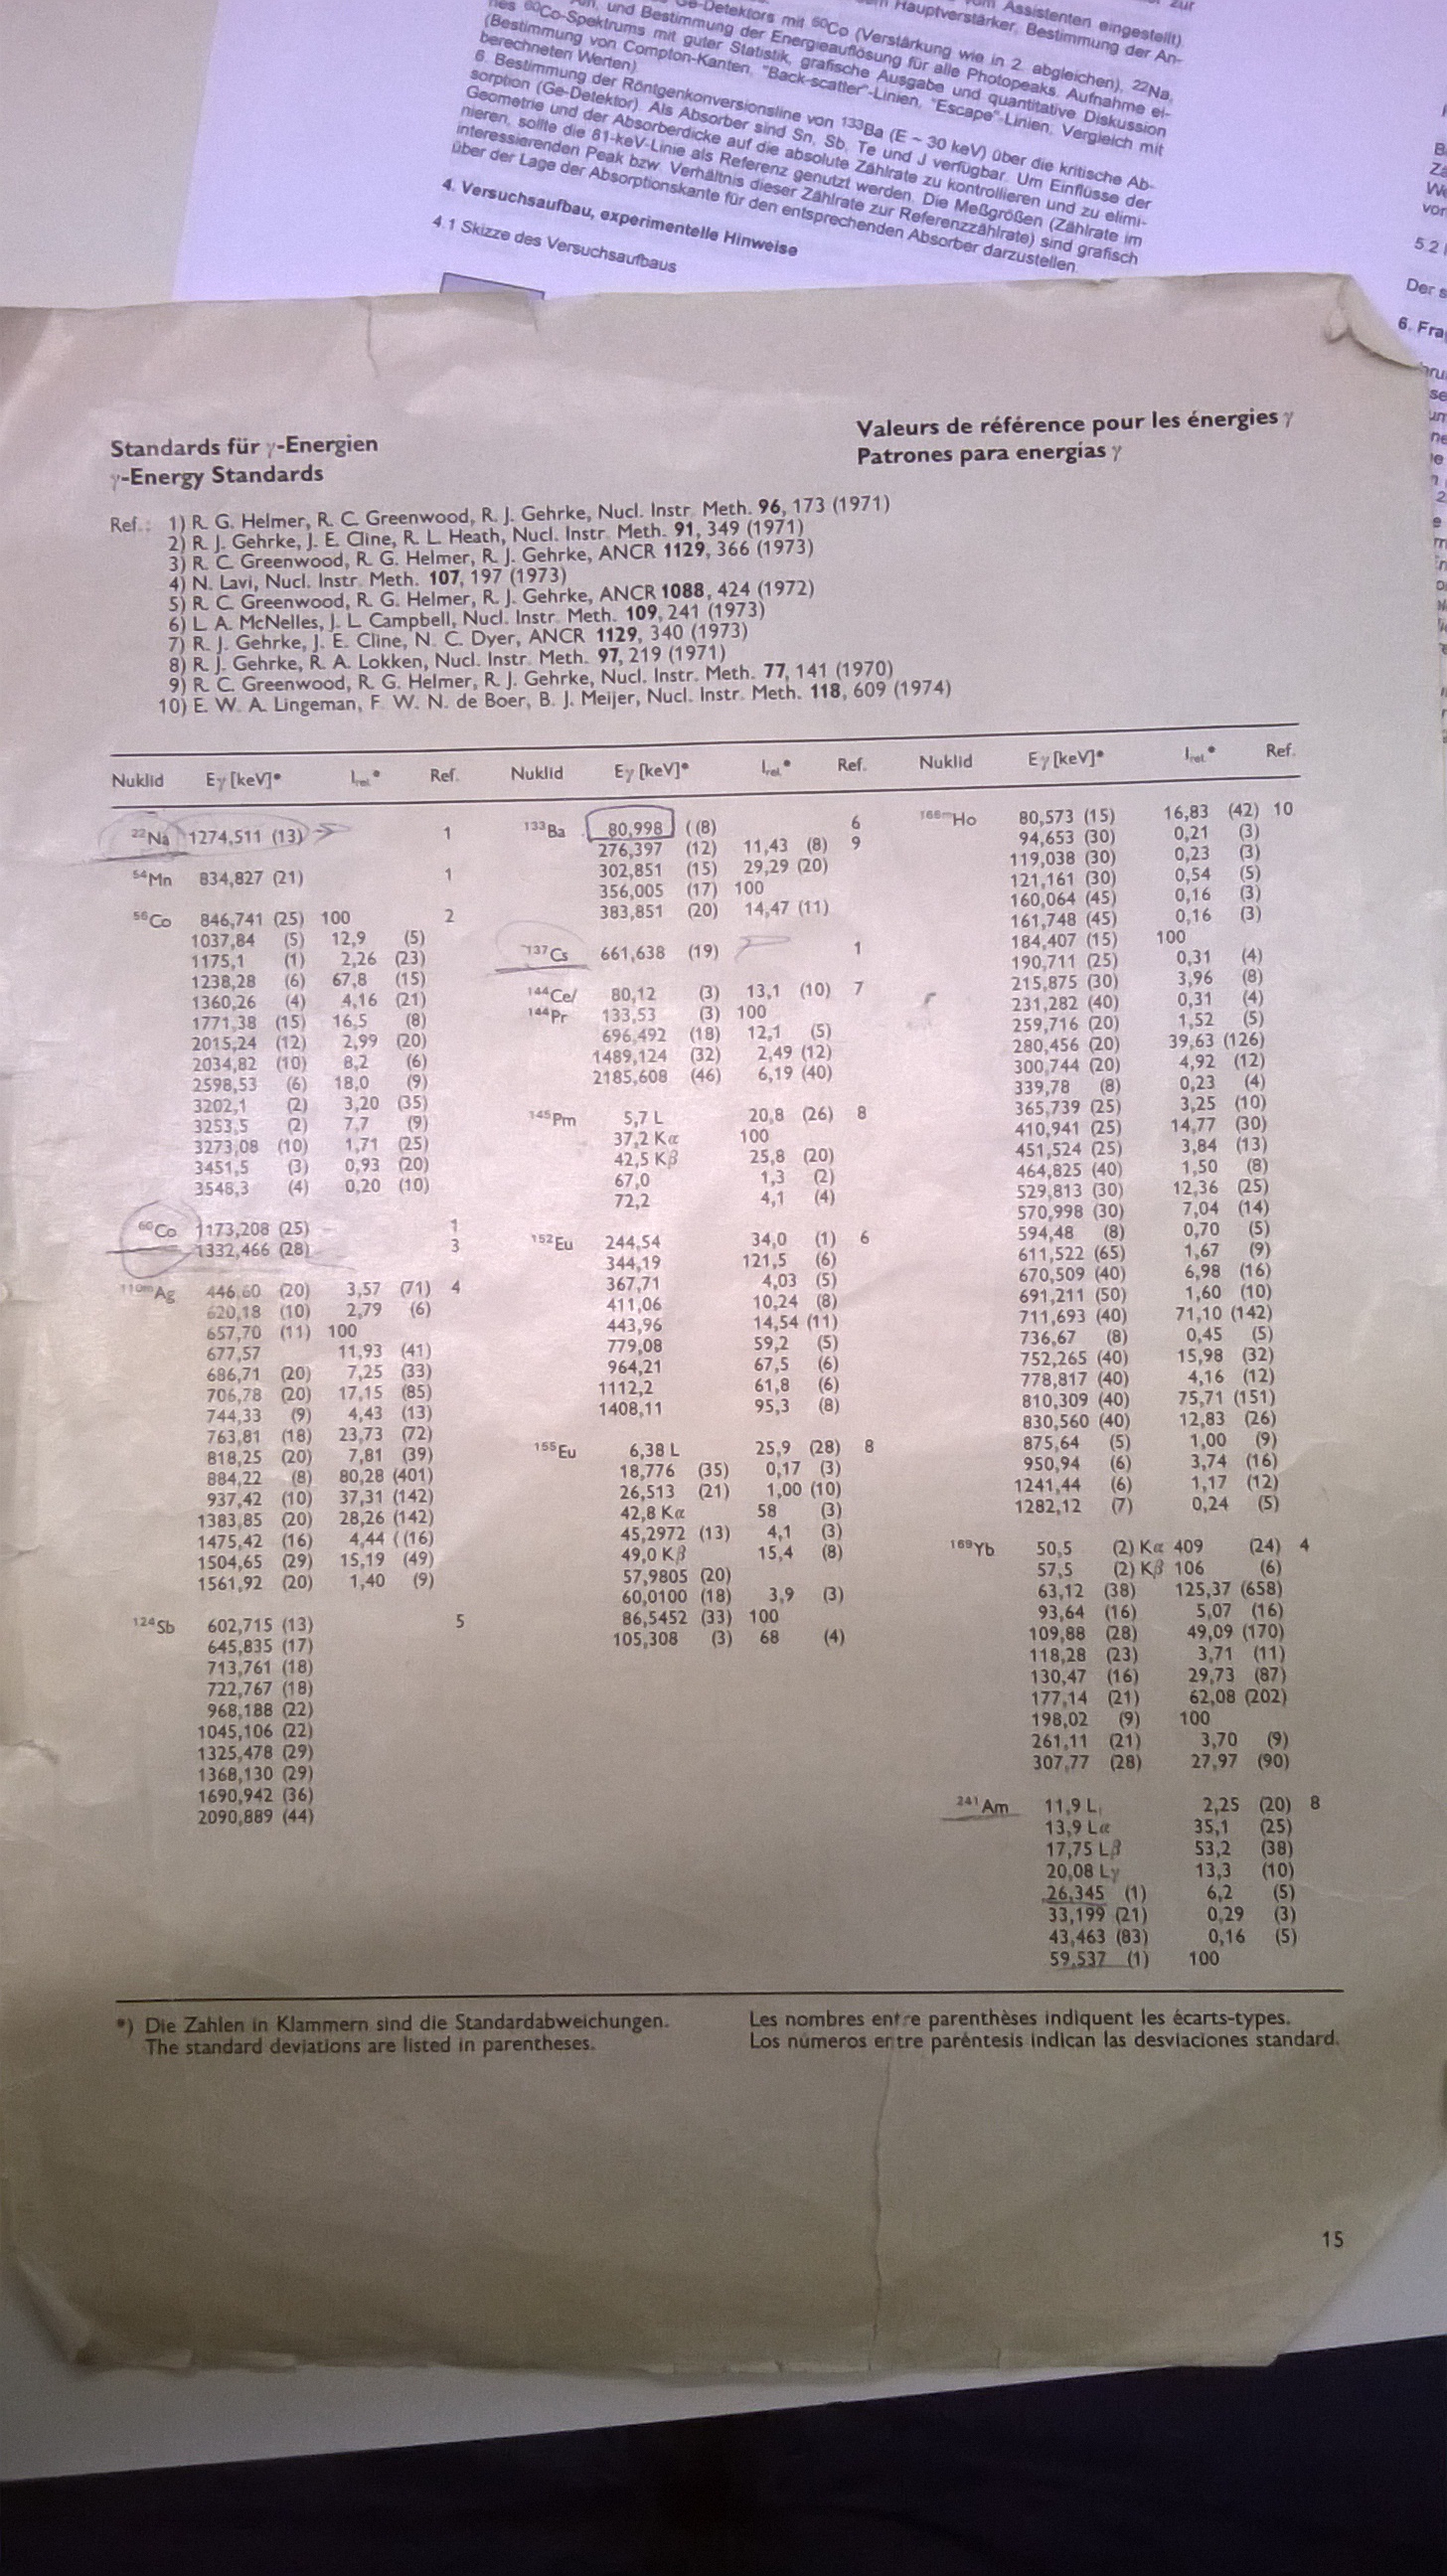 vom Assistenten eingestellt)
Hauptverstärker, Bestimmung der An-
und Bestimmung der Energieauflösung für alle Photopeaks. Aufnahme ei-
Ge-Detektors mit ⁶⁰Co (Verstärkung wie in 2. abgleichen), ²²Na,
nes ⁶⁰Co-Spektrums mit guter Statistik, grafische Ausgabe und quantitative Diskussion
(Bestimmung von Compton-Kanten, "Back-scatter"-Linien, "Escape"-Linien, Vergleich mit
berechneten Werten)
6. Bestimmung der Röntgenkonversionsline von ¹³³Ba (E ~ 30 keV) über die kritische Ab-
sorption (Ge-Detektor). Als Absorber sind Sn, Sb, Te und J verfügbar. Um Einflüsse der
Geometrie und der Absorberdicke auf die absolute Zählrate zu kontrollieren und zu elimi-
nieren, sollte die 81-keV-Linie als Referenz genutzt werden. Die Meßgrößen (Zählrate im
interessierenden Peak bzw. Verhältnis dieser Zählrate zur Referenzzählrate) sind grafisch
über der Lage der Absorptionskante für den entsprechenden Absorber darzustellen.
4. Versuchsaufbau, experimentelle Hinweise
4.1 Skizze des Versuchsaufbaus
5.2
Der s
6. Fra
Standards für γ-Energien
γ-Energy Standards
Valeurs de référence pour les énergies γ
Patrones para energías γ
Ref.: 1) R. G. Helmer, R. C. Greenwood, R. J. Gehrke, Nucl. Instr. Meth. 96, 173 (1971)
2) R. J. Gehrke, J. E. Cline, R. L. Heath, Nucl. Instr. Meth. 91, 349 (1971)
3) R. C. Greenwood, R. G. Helmer, R. J. Gehrke, ANCR 1129, 366 (1973)
4) N. Lavi, Nucl. Instr. Meth. 107, 197 (1973)
5) R. C. Greenwood, R. G. Helmer, R. J. Gehrke, ANCR 1088, 424 (1972)
6) L. A. McNelles, J. L. Campbell, Nucl. Instr. Meth. 109, 241 (1973)
7) R. J. Gehrke, J. E. Cline, N. C. Dyer, ANCR 1129, 340 (1973)
8) R. J. Gehrke, R. A. Lokken, Nucl. Instr. Meth. 97, 219 (1971)
9) R. C. Greenwood, R. G. Helmer, R. J. Gehrke, Nucl. Instr. Meth. 77, 141 (1970)
10) E. W. A. Lingeman, F. W. N. de Boer, B. J. Meijer, Nucl. Instr. Meth. 118, 609 (1974)
Nuklid Eγ [keV]* Irel.* Ref.
²²Na 1274,511 (13) 1
⁵⁴Mn 834,827 (21) 1
⁵⁶Co 846,741 (25) 100 2
1037,84 (5) 12,9 (5)
1175,1 (1) 2,26 (23)
1238,28 (6) 67,8 (15)
1360,26 (4) 4,16 (21)
1771,38 (15) 16,5 (8)
2015,24 (12) 2,99 (20)
2034,82 (10) 8,2 (6)
2598,53 (6) 18,0 (9)
3202,1 (2) 3,20 (35)
3253,5 (2) 7,7 (9)
3273,08 (10) 1,71 (25)
3451,5 (3) 0,93 (20)
3548,3 (4) 0,20 (10)
⁶⁰Co 1173,208 (25) 1
1332,466 (28) 3
¹¹⁰ᵐAg 446,60 (20) 3,57 (71) 4
620,18 (10) 2,79 (6)
657,70 (11) 100
677,57 11,93 (41)
686,71 (20) 7,25 (33)
706,78 (20) 17,15 (85)
744,33 (9) 4,43 (13)
763,81 (18) 23,73 (72)
818,25 (20) 7,81 (39)
884,22 (8) 80,28 (401)
937,42 (10) 37,31 (142)
1383,85 (20) 28,26 (142)
1475,42 (16) 4,44 ((16)
1504,65 (29) 15,19 (49)
1561,92 (20) 1,40 (9)
¹²⁴Sb 602,715 (13) 5
645,835 (17)
713,761 (18)
722,767 (18)
968,188 (22)
1045,106 (22)
1325,478 (29)
1368,130 (29)
1690,942 (36)
2090,889 (44)
Nuklid Eγ [keV]* Irel.* Ref.
¹³³Ba 80,998 ((8) 6
276,397 (12) 11,43 (8) 9
302,851 (15) 29,29 (20)
356,005 (17) 100
383,851 (20) 14,47 (11)
¹³⁷Cs 661,638 (19) 1
¹⁴⁴Ce/ 80,12 (3) 13,1 (10) 7
¹⁴⁴Pr 133,53 (3) 100
696,492 (18) 12,1 (5)
1489,124 (32) 2,49 (12)
2185,608 (46) 6,19 (40)
¹⁴⁵Pm 5,7 L 20,8 (26) 8
37,2 Kα 100
42,5 Kβ 25,8 (20)
67,0 1,3 (2)
72,2 4,1 (4)
¹⁵²Eu 244,54 34,0 (1) 6
344,19 121,5 (6)
367,71 4,03 (5)
411,06 10,24 (8)
443,96 14,54 (11)
779,08 59,2 (5)
964,21 67,5 (6)
1112,2 61,8 (6)
1408,11 95,3 (8)
¹⁵⁵Eu 6,38 L 25,9 (28) 8
18,776 (35) 0,17 (3)
26,513 (21) 1,00 (10)
42,8 Kα 58 (3)
45,2972 (13) 4,1 (3)
49,0 Kβ 15,4 (8)
57,9805 (20)
60,0100 (18) 3,9 (3)
86,5452 (33) 100
105,308 (3) 68 (4)
Nuklid Eγ [keV]* Irel.* Ref.
¹⁶⁶ᵐHo 80,573 (15) 16,83 (42) 10
94,653 (30) 0,21 (3)
119,038 (30) 0,23 (3)
121,161 (30) 0,54 (5)
160,064 (45) 0,16 (3)
161,748 (45) 0,16 (3)
184,407 (15) 100
190,711 (25) 0,31 (4)
215,875 (30) 3,96 (8)
231,282 (40) 0,31 (4)
259,716 (20) 1,52 (5)
280,456 (20) 39,63 (126)
300,744 (20) 4,92 (12)
339,78 (8) 0,23 (4)
365,739 (25) 3,25 (10)
410,941 (25) 14,77 (30)
451,524 (25) 3,84 (13)
464,825 (40) 1,50 (8)
529,813 (30) 12,36 (25)
570,998 (30) 7,04 (14)
594,48 (8) 0,70 (5)
611,522 (65) 1,67 (9)
670,509 (40) 6,98 (16)
691,211 (50) 1,60 (10)
711,693 (40) 71,10 (142)
736,67 (8) 0,45 (5)
752,265 (40) 15,98 (32)
778,817 (40) 4,16 (12)
810,309 (40) 75,71 (151)
830,560 (40) 12,83 (26)
875,64 (5) 1,00 (9)
950,94 (6) 3,74 (16)
1241,44 (6) 1,17 (12)
1282,12 (7) 0,24 (5)
¹⁶⁹Yb 50,5 (2) Kα 409 (24) 4
57,5 (2) Kβ 106 (6)
63,12 (38) 125,37 (658)
93,64 (16) 5,07 (16)
109,88 (28) 49,09 (170)
118,28 (23) 3,71 (11)
130,47 (16) 29,73 (87)
177,14 (21) 62,08 (202)
198,02 (9) 100
261,11 (21) 3,70 (9)
307,77 (28) 27,97 (90)
²⁴¹Am 11,9 Lι 2,25 (20) 8
13,9 Lα 35,1 (25)
17,75 Lβ 53,2 (38)
20,08 Lγ 13,3 (10)
26,345 (1) 6,2 (5)
33,199 (21) 0,29 (3)
43,463 (83) 0,16 (5)
59,537 (1) 100
*) Die Zahlen in Klammern sind die Standardabweichungen.
The standard deviations are listed in parentheses.
Les nombres entre parenthèses indiquent les écarts-types.
Los números entre paréntesis indican las desviaciones standard.
15